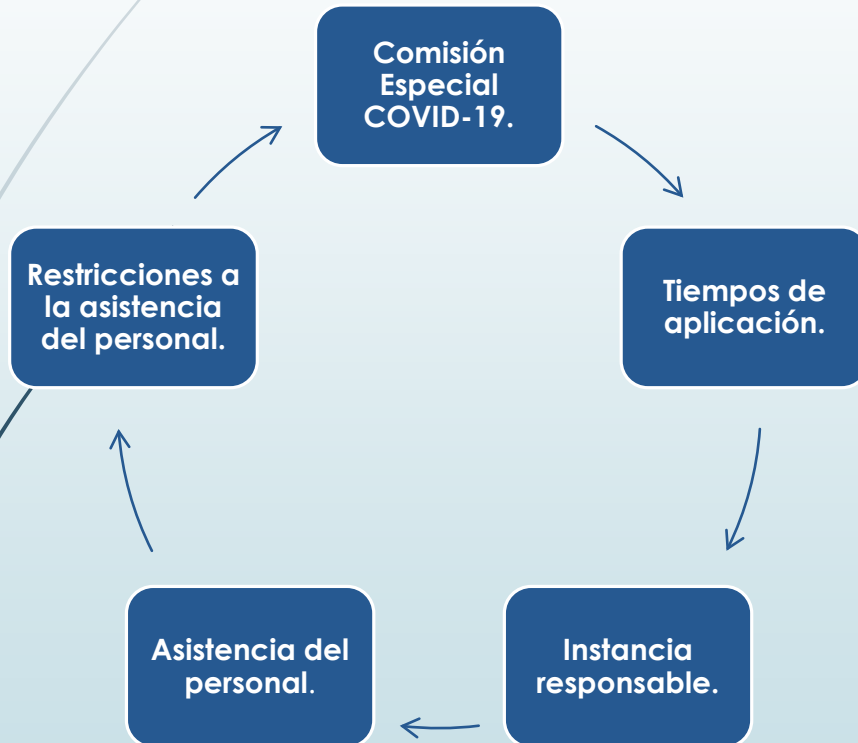 Comisión
Especial
COVID-19.
Tiempos de
aplicación.
Instancia
responsable.
Asistencia del
personal.
Restricciones a
la asistencia
del personal.